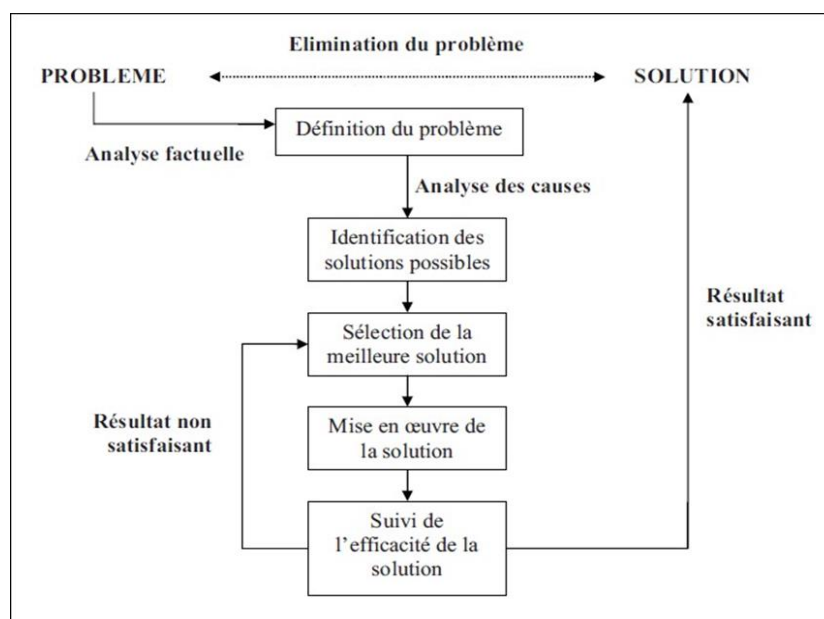 Elimination du problème
PROBLEME
SOLUTION
Définition du problème
Analyse factuelle
Analyse des causes
Identification des
solutions possibles
Résultat
satisfaisant
Sélection de la
meilleure solution
Résultat non
satisfaisant
Mise en œuvre de
la solution
Suivi de
l’efficacité de la
solution